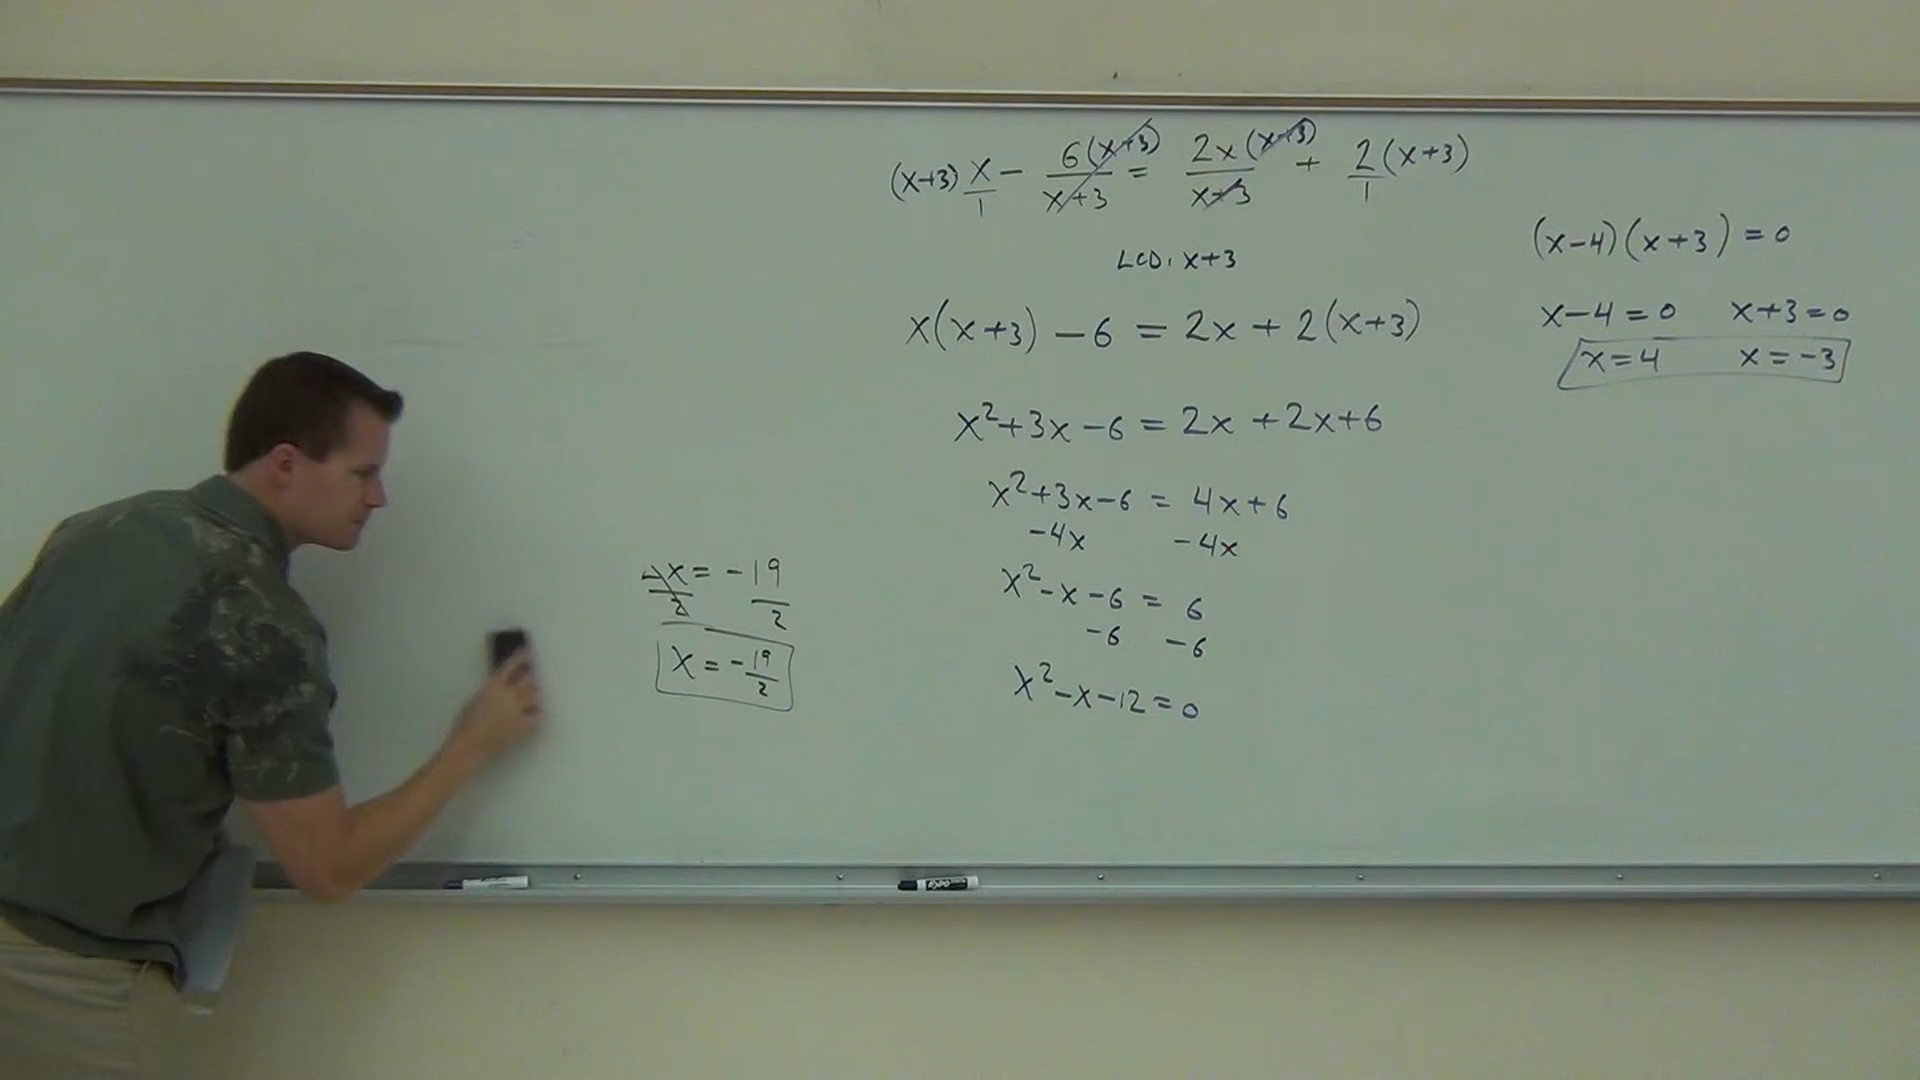 (x+3) x/1 - 6(x+3)/x+3 = 2x(x+3)/x+3 + 2(x+3)/1
LCD: x+3
x(x+3) - 6 = 2x + 2(x+3)
x²+3x-6 = 2x+2x+6
x²+3x-6 = 4x+6
-4x -4x
x²-x-6 = 6
-6 -6
x²-x-12=0
(x-4)(x+3)=0
x-4=0 x+3=0
x=4 x=-3
x = -19
2 2
x = -19/2
EXPO